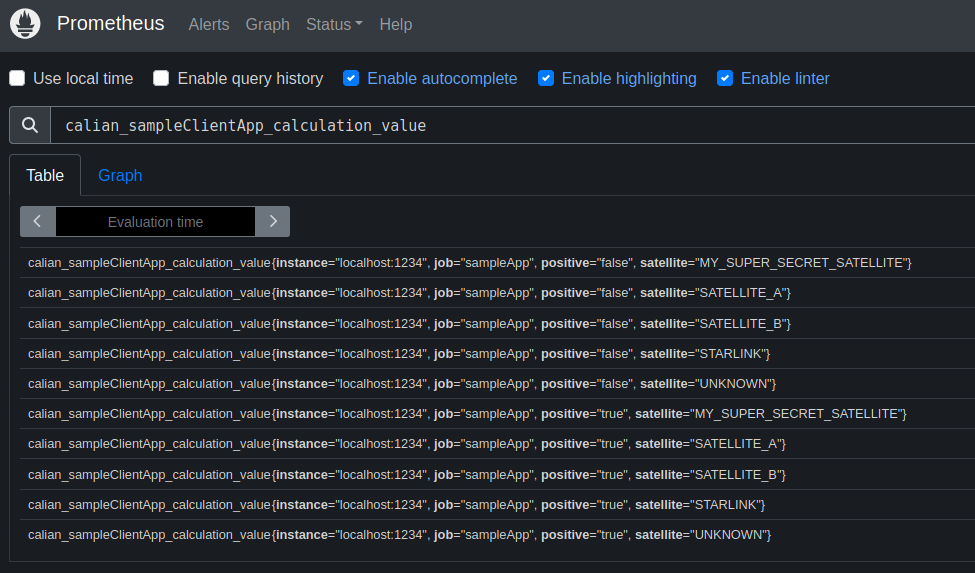 Prometheus Alerts Graph Status Help
Use local time Enable query history Enable autocomplete Enable highlighting Enable linter
calian_sampleClientApp_calculation_value
Table Graph
Evaluation time
calian_sampleClientApp_calculation_value{instance="localhost:1234", job="sampleApp", positive="false", satellite="MY_SUPER_SECRET_SATELLITE"}
calian_sampleClientApp_calculation_value{instance="localhost:1234", job="sampleApp", positive="false", satellite="SATELLITE_A"}
calian_sampleClientApp_calculation_value{instance="localhost:1234", job="sampleApp", positive="false", satellite="SATELLITE_B"}
calian_sampleClientApp_calculation_value{instance="localhost:1234", job="sampleApp", positive="false", satellite="STARLINK"}
calian_sampleClientApp_calculation_value{instance="localhost:1234", job="sampleApp", positive="false", satellite="UNKNOWN"}
calian_sampleClientApp_calculation_value{instance="localhost:1234", job="sampleApp", positive="true", satellite="MY_SUPER_SECRET_SATELLITE"}
calian_sampleClientApp_calculation_value{instance="localhost:1234", job="sampleApp", positive="true", satellite="SATELLITE_A"}
calian_sampleClientApp_calculation_value{instance="localhost:1234", job="sampleApp", positive="true", satellite="SATELLITE_B"}
calian_sampleClientApp_calculation_value{instance="localhost:1234", job="sampleApp", positive="true", satellite="STARLINK"}
calian_sampleClientApp_calculation_value{instance="localhost:1234", job="sampleApp", positive="true", satellite="UNKNOWN"}